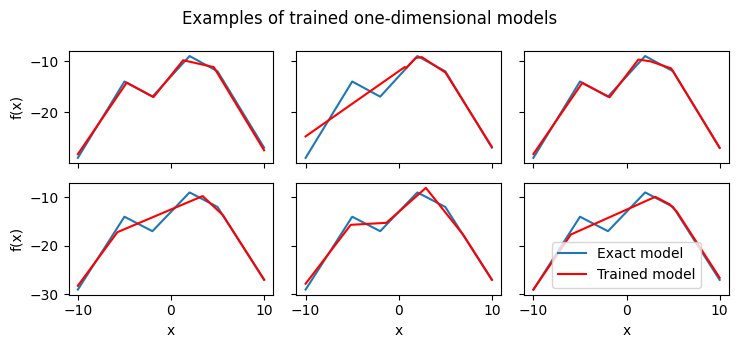 Examples of trained one-dimensional models
−10
−20
f(x)
−10
−20
−30
f(x)
Exact model
Trained model
−10 0 10 −10 0 10 −10 0 10
x x x